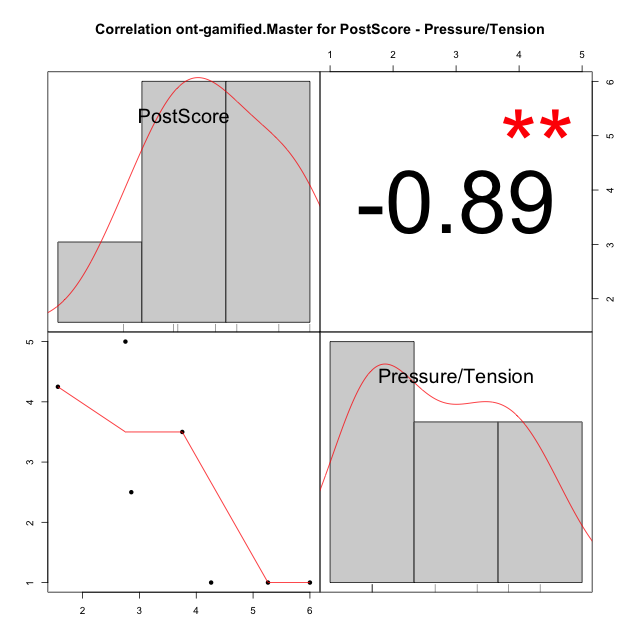 Correlation ont-gamified.Master for PostScore - Pressure/Tension
1 2 3 4 5
PostScore
**
-0.89
6
5
4
3
2
5
4
3
2
1
Pressure/Tension
2 3 4 5 6